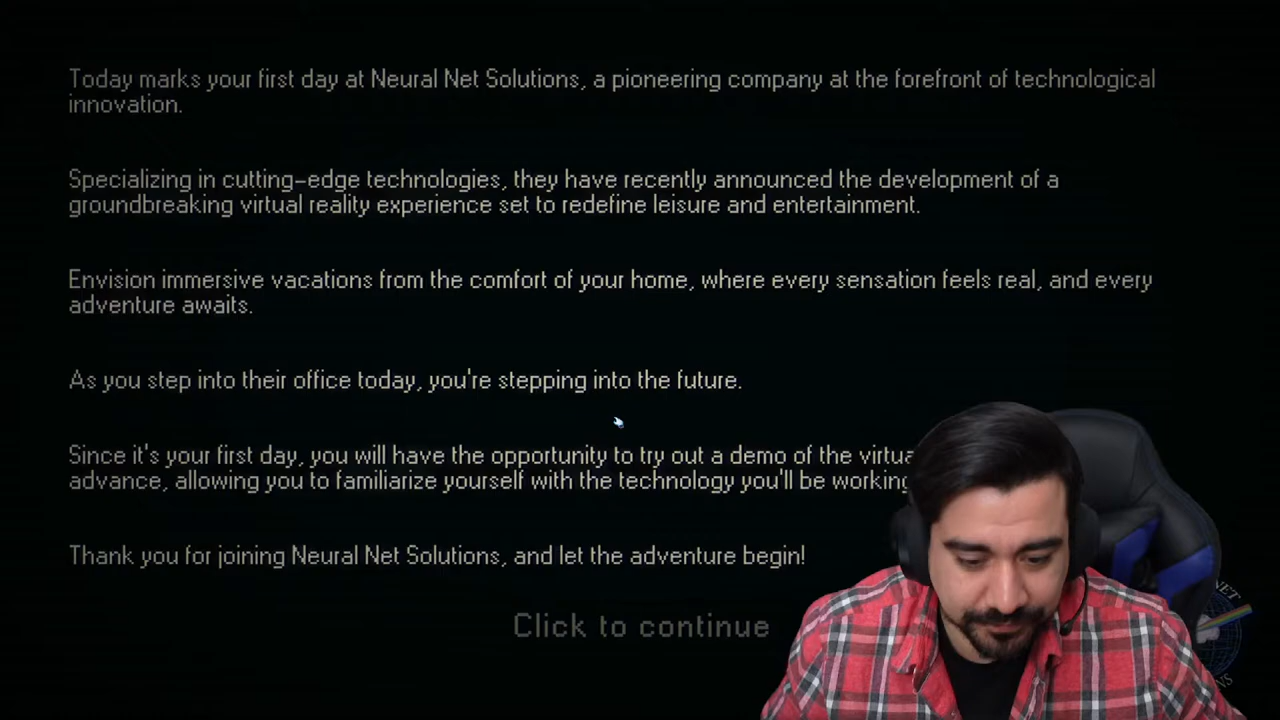 Today marks your first day at Neural Net Solutions, a pioneering company at the forefront of technological
innovation.
Specializing in cutting-edge technologies, they have recently announced the development of a
groundbreaking virtual reality experience set to redefine leisure and entertainment.
Envision immersive vacations from the comfort of your home, where every sensation feels real, and every
adventure awaits.
As you step into their office today, you're stepping into the future.
Since it's your first day, you will have the opportunity to try out a demo of the
advance, allowing you to familiarize yourself with the technology you'll be working
Thank you for joining Neural Net Solutions, and let the adventure begin!
Click to continue
NET